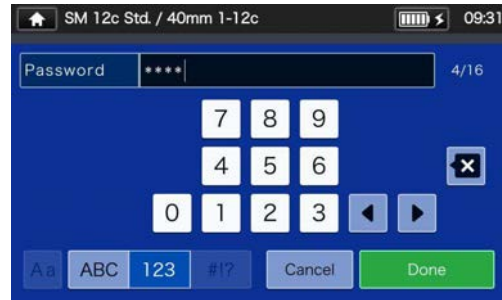 SM 12c Std. / 40mm 1-12c 09:31
Password **** 4/16
7 8 9
4 5 6
0 1 2 3
Aa ABC 123 #!? Cancel Done